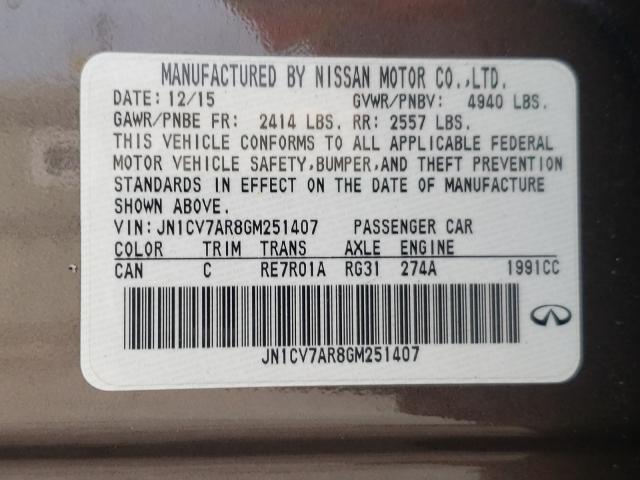 MANUFACTURED BY NISSAN MOTOR CO.,LTD.
DATE: 12/15 GVWR/PNBV: 4940 LBS.
GAWR/PNBE FR: 2414 LBS. RR: 2557 LBS.
THIS VEHICLE CONFORMS TO ALL APPLICABLE FEDERAL
MOTOR VEHICLE SAFETY,BUMPER,AND THEFT PREVENTION
STANDARDS IN EFFECT ON THE DATE OF MANUFACTURE
SHOWN ABOVE.
VIN: JN1CV7AR8GM251407 PASSENGER CAR
COLOR TRIM TRANS AXLE ENGINE
CAN C RE7R01A RG31 274A 1991CC
JN1CV7AR8GM251407